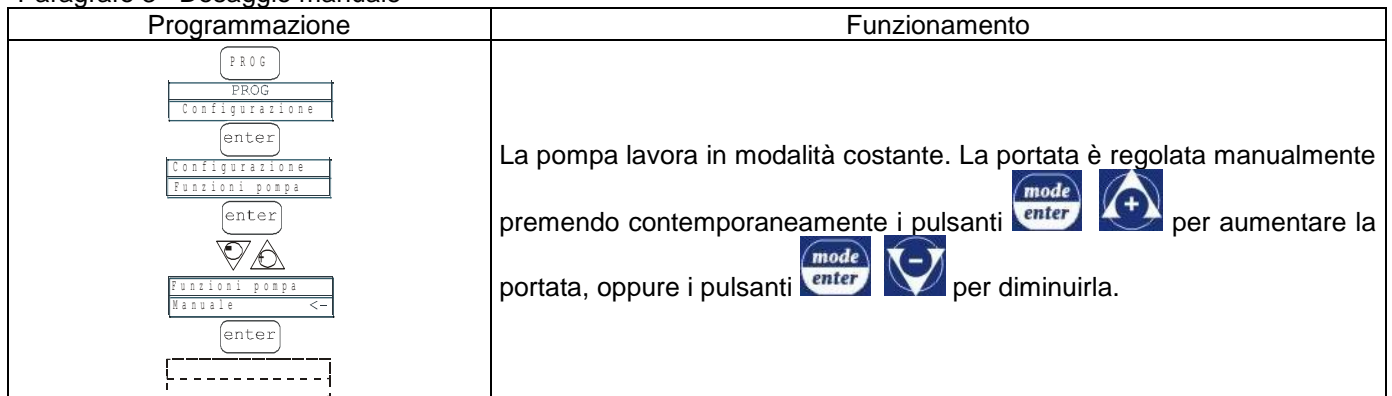 Dosaggio manuale
Programmazione
Funzionamento
PROG
PROG
Configurazione
enter
Configurazione
Funzioni pompa
enter
Funzioni pompa
Manuale <-
enter
La pompa lavora in modalità costante. La portata è regolata manualmente
premendo contemporaneamente i pulsanti mode enter + per aumentare la
portata, oppure i pulsanti mode enter - per diminuirla.